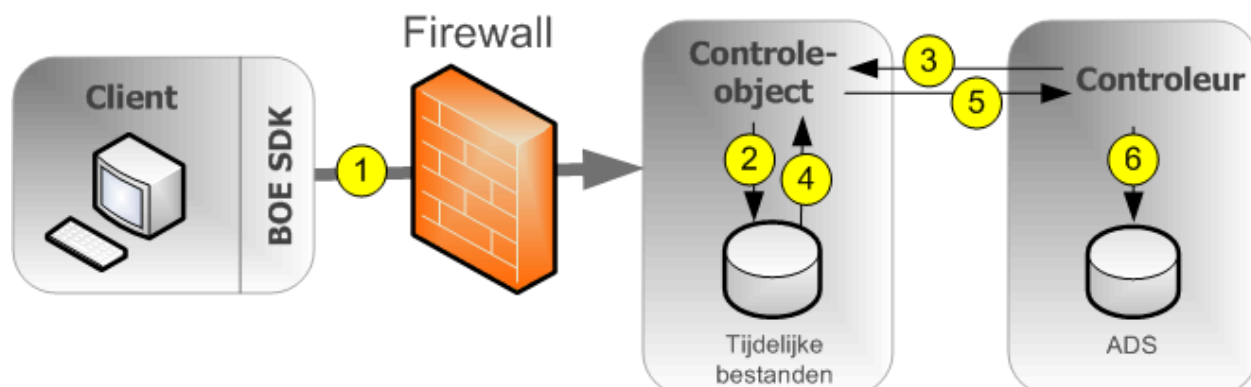 Firewall
Client
BOE SDK
1
Controle-
object
3
5
Controleur
2
4
6
Tijdelijke
bestanden
ADS